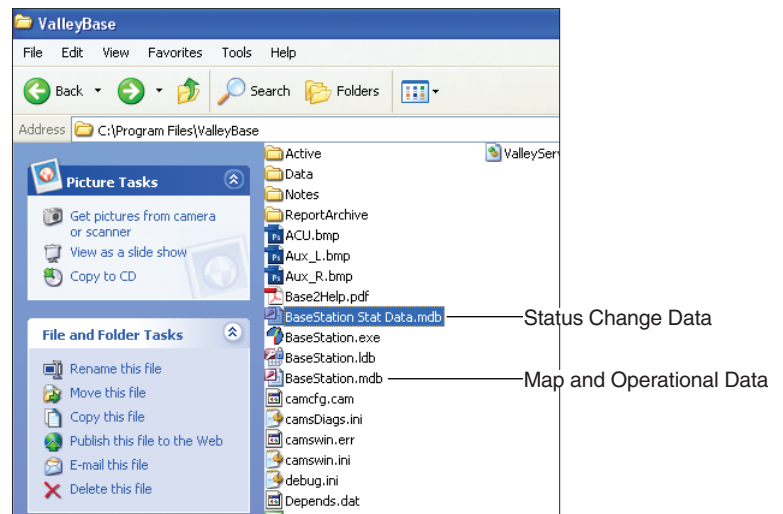 ValleyBase
File Edit View Favorites Tools Help
Back Search Folders
Address C:\Program Files\ValleyBase
Picture Tasks
Get pictures from camera
or scanner
View as a slide show
Copy to CD
File and Folder Tasks
Rename this file
Move this file
Copy this file
Publish this file to the Web
E-mail this file
Delete this file
Active
Data
Notes
ReportArchive
ACU.bmp
Aux_L.bmp
Aux_R.bmp
Base2Help.pdf
BaseStation Stat Data.mdb
BaseStation.exe
BaseStation.ldb
BaseStation.mdb
camcfg.cam
camsDiags.ini
camswin.err
camswin.ini
debug.ini
Depends.dat
ValleySer
Status Change Data
Map and Operational Data